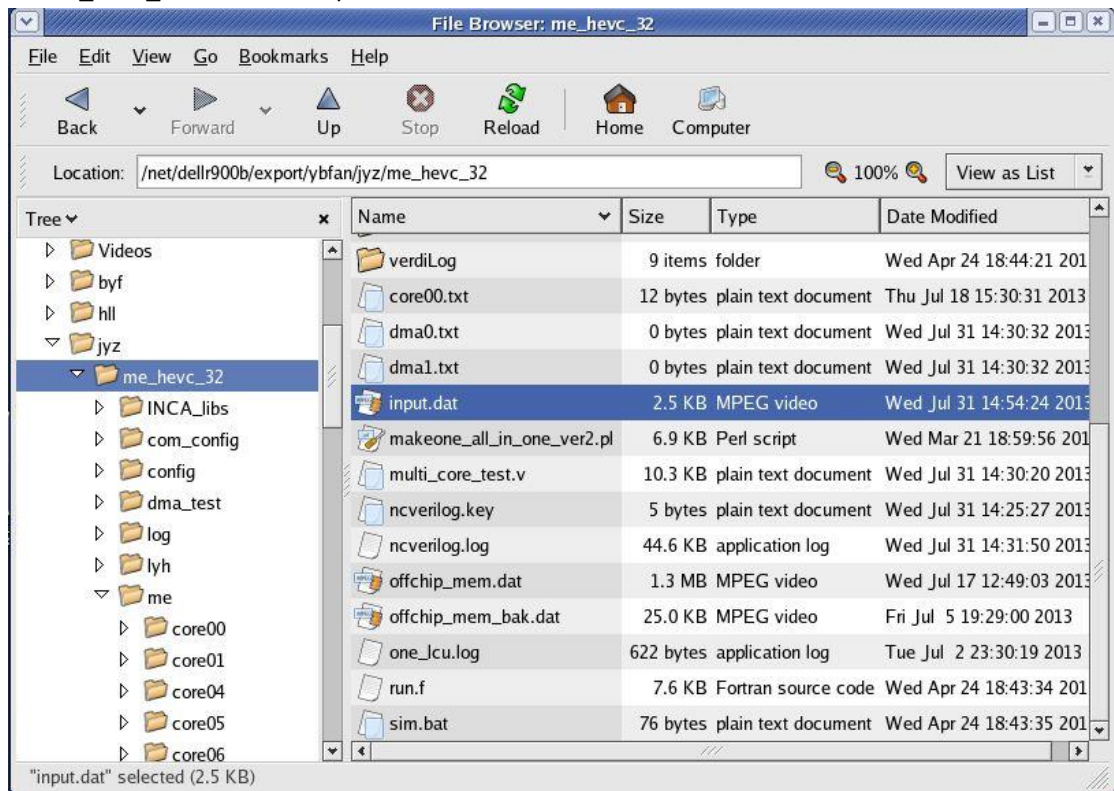 File Browser: me_hevc_32
File Edit View Go Bookmarks Help
Back Forward Up Stop Reload Home Computer
Location: /net/dellr900b/export/ybfan/jyz/me_hevc_32 100% View as List
Tree
Videos
byf
hll
jyz
me_hevc_32
INCA_libs
com_config
config
dma_test
log
lyh
me
core00
core01
core04
core05
core06
Name Size Type Date Modified
verdiLog 9 items folder Wed Apr 24 18:44:21 201
core00.txt 12 bytes plain text document Thu Jul 18 15:30:31 2013
dma0.txt 0 bytes plain text document Wed Jul 31 14:30:32 2013
dma1.txt 0 bytes plain text document Wed Jul 31 14:30:32 2013
input.dat 2.5 KB MPEG video Wed Jul 31 14:54:24 2013
makeone_all_in_one_ver2.pl 6.9 KB Perl script Wed Mar 21 18:59:56 201
multi_core_test.v 10.3 KB plain text document Wed Jul 31 14:30:20 2013
ncverilog.key 5 bytes plain text document Wed Jul 31 14:25:27 2013
ncverilog.log 44.6 KB application log Wed Jul 31 14:31:50 2013
offchip_mem.dat 1.3 MB MPEG video Wed Jul 17 12:49:03 2013
offchip_mem_bak.dat 25.0 KB MPEG video Fri Jul 5 19:29:00 2013
one_lcu.log 622 bytes application log Tue Jul 2 23:30:19 2013
run.f 7.6 KB Fortran source code Wed Apr 24 18:43:34 201
sim.bat 76 bytes plain text document Wed Apr 24 18:43:35 201
"input.dat" selected (2.5 KB)